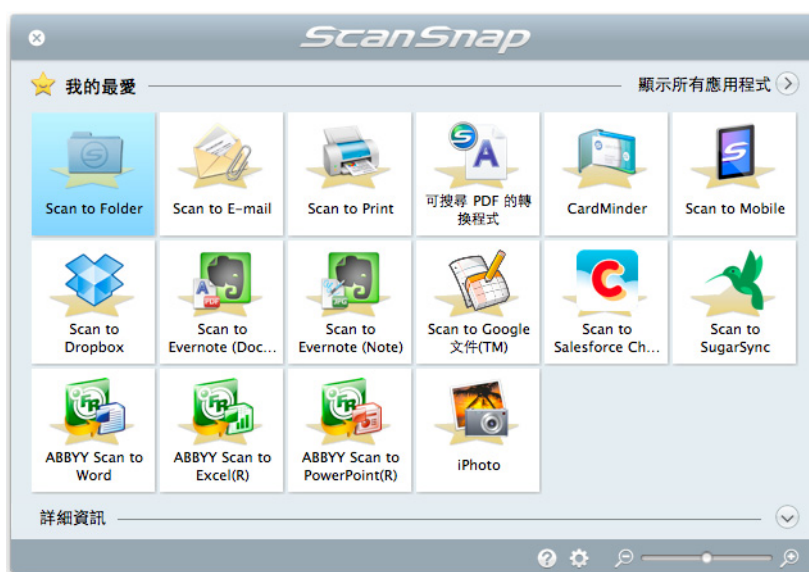 ScanSnap
我的最愛
顯示所有應用程式
Scan to Folder
Scan to E-mail
Scan to Print
可搜尋 PDF 的轉
換程式
CardMinder
Scan to Mobile
Scan to
Dropbox
Scan to
Evernote (Doc...
Scan to
Evernote (Note)
Scan to Google
文件(TM)
Scan to
Salesforce Ch...
Scan to
SugarSync
ABBYY Scan to
Word
ABBYY Scan to
Excel(R)
ABBYY Scan to
PowerPoint(R)
iPhoto
詳細資訊